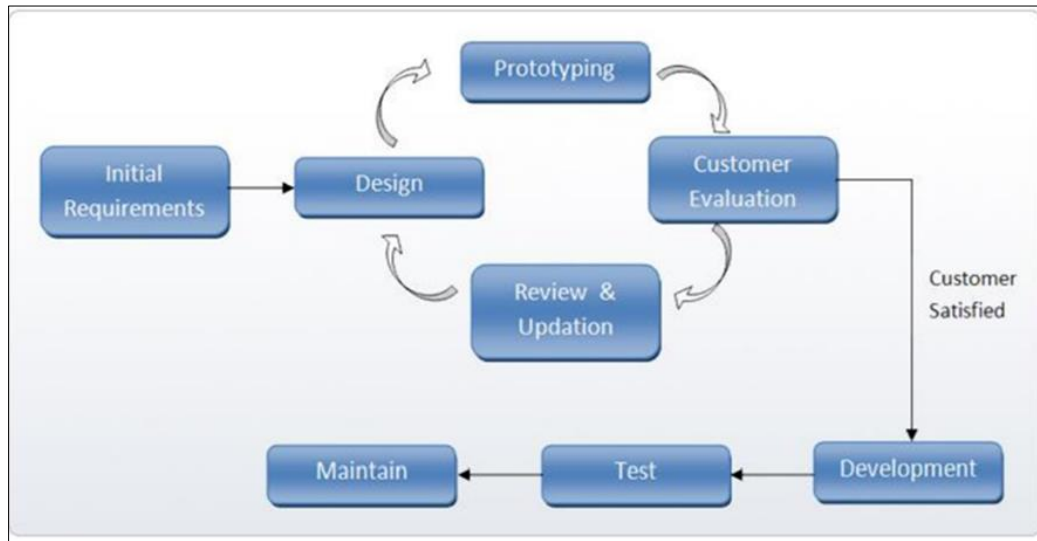 Prototyping
Initial
Requirements
Design
Customer
Evaluation
Review & 
Updation
Customer
Satisfied
Maintain
Test
Development